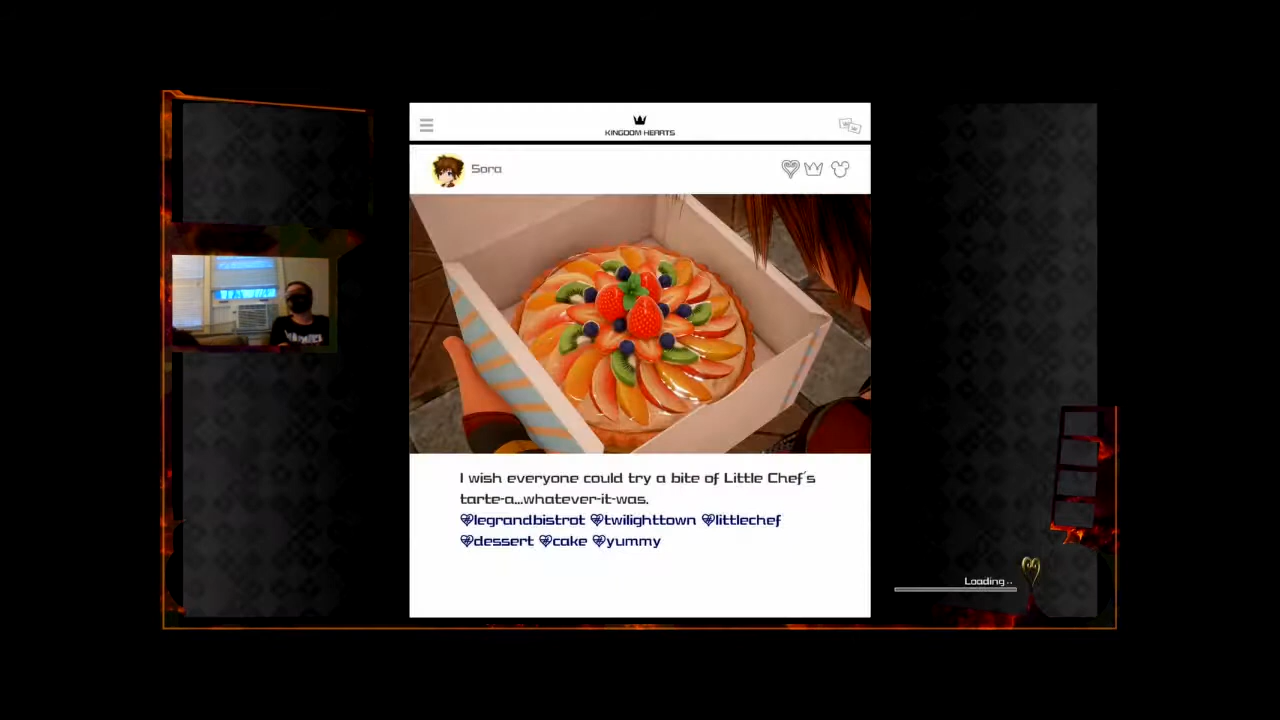 KINGDOM HEARTS
Sora
I wish everyone could try a bite of Little Chef's
tarte-a...whatever-it-was.
legrandbistrot twilighttown littlechef
dessert cake yummy
Loading..